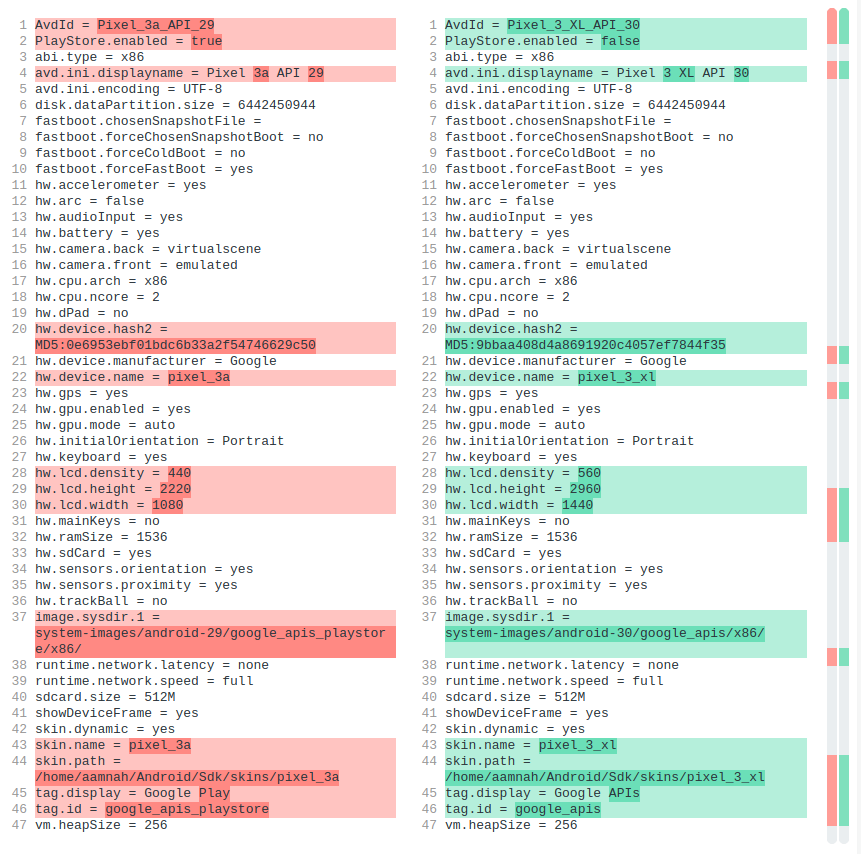 1 AvdId = Pixel_3a_API_29
2 PlayStore.enabled = true
3 abi.type = x86
4 avd.ini.displayname = Pixel 3a API 29
5 avd.ini.encoding = UTF-8
6 disk.dataPartition.size = 6442450944
7 fastboot.chosenSnapshotFile =
8 fastboot.forceChosenSnapshotBoot = no
9 fastboot.forceColdBoot = no
10 fastboot.forceFastBoot = yes
11 hw.accelerometer = yes
12 hw.arc = false
13 hw.audioInput = yes
14 hw.battery = yes
15 hw.camera.back = virtualscene
16 hw.camera.front = emulated
17 hw.cpu.arch = x86
18 hw.cpu.ncore = 2
19 hw.dPad = no
20 hw.device.hash2 =
MD5:0e6953ebf01bdc6b33a2f54746629c50
21 hw.device.manufacturer = Google
22 hw.device.name = pixel_3a
23 hw.gps = yes
24 hw.gpu.enabled = yes
25 hw.gpu.mode = auto
26 hw.initialOrientation = Portrait
27 hw.keyboard = yes
28 hw.lcd.density = 440
29 hw.lcd.height = 2220
30 hw.lcd.width = 1080
31 hw.mainKeys = no
32 hw.ramSize = 1536
33 hw.sdCard = yes
34 hw.sensors.orientation = yes
35 hw.sensors.proximity = yes
36 hw.trackBall = no
37 image.sysdir.1 =
system-images/android-29/google_apis_playstor
e/x86/
38 runtime.network.latency = none
39 runtime.network.speed = full
40 sdcard.size = 512M
41 showDeviceFrame = yes
42 skin.dynamic = yes
43 skin.name = pixel_3a
44 skin.path =
/home/aamnah/Android/Sdk/skins/pixel_3a
45 tag.display = Google Play
46 tag.id = google_apis_playstore
47 vm.heapSize = 256
1 AvdId = Pixel_3_XL_API_30
2 PlayStore.enabled = false
3 abi.type = x86
4 avd.ini.displayname = Pixel 3 XL API 30
5 avd.ini.encoding = UTF-8
6 disk.dataPartition.size = 6442450944
7 fastboot.chosenSnapshotFile =
8 fastboot.forceChosenSnapshotBoot = no
9 fastboot.forceColdBoot = no
10 fastboot.forceFastBoot = yes
11 hw.accelerometer = yes
12 hw.arc = false
13 hw.audioInput = yes
14 hw.battery = yes
15 hw.camera.back = virtualscene
16 hw.camera.front = emulated
17 hw.cpu.arch = x86
18 hw.cpu.ncore = 2
19 hw.dPad = no
20 hw.device.hash2 =
MD5:9bbaa408d4a8691920c4057ef7844f35
21 hw.device.manufacturer = Google
22 hw.device.name = pixel_3_xl
23 hw.gps = yes
24 hw.gpu.enabled = yes
25 hw.gpu.mode = auto
26 hw.initialOrientation = Portrait
27 hw.keyboard = yes
28 hw.lcd.density = 560
29 hw.lcd.height = 2960
30 hw.lcd.width = 1440
31 hw.mainKeys = no
32 hw.ramSize = 1536
33 hw.sdCard = yes
34 hw.sensors.orientation = yes
35 hw.sensors.proximity = yes
36 hw.trackBall = no
37 image.sysdir.1 =
system-images/android-30/google_apis/x86/
38 runtime.network.latency = none
39 runtime.network.speed = full
40 sdcard.size = 512M
41 showDeviceFrame = yes
42 skin.dynamic = yes
43 skin.name = pixel_3_xl
44 skin.path =
/home/aamnah/Android/Sdk/skins/pixel_3_xl
45 tag.display = Google APIs
46 tag.id = google_apis
47 vm.heapSize = 256